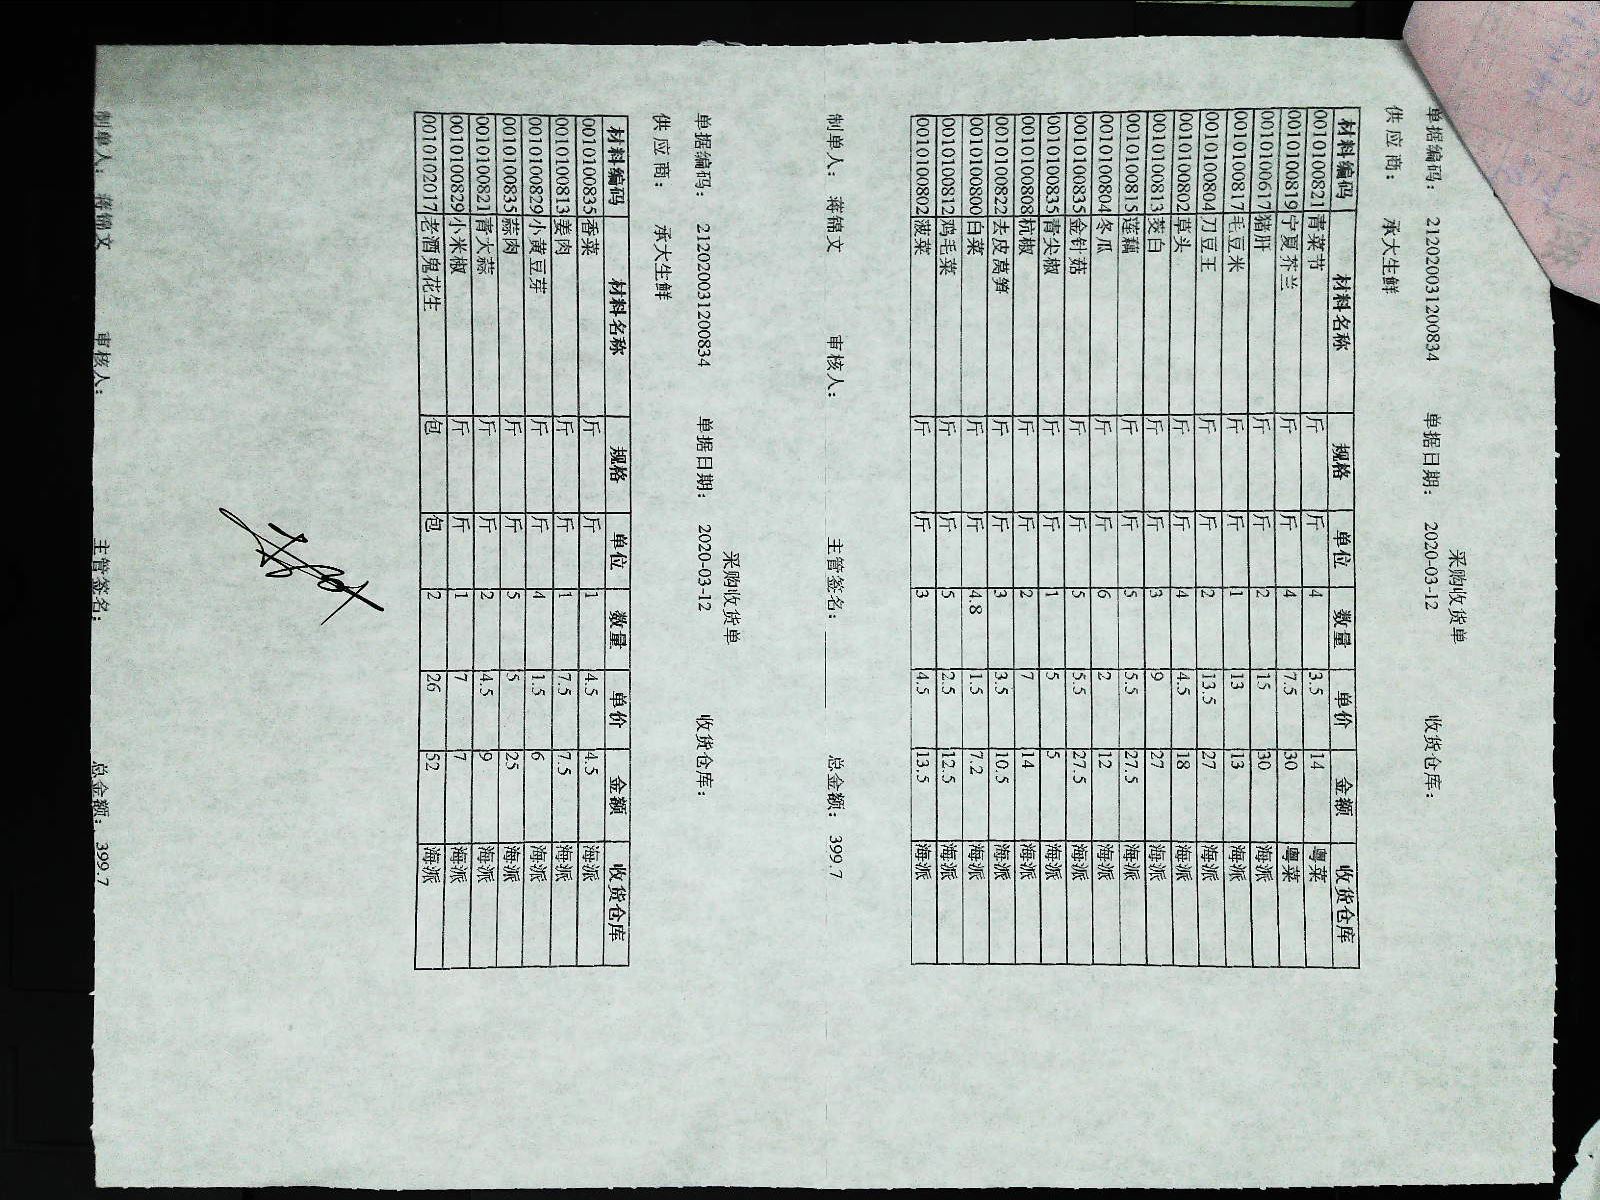 采购收货单
单据编码： 21202003120​0834 单据日期： 2020-03-12 收货仓库：
供 应 商： 承大生鲜
材料编码 材料名称 规格 单位 数量 单价 金额 收货仓库
0010100821 青菜节 斤 斤 4 3.5 14 粤菜
0010100819 宁夏芥兰 斤 斤 4 7.5 30 粤菜
0010100617 猪肝 斤 斤 2 15 30 海派
0010100817 毛豆米 斤 斤 1 13 13 海派
0010100804 刀豆王 斤 斤 2 13.5 27 海派
0010100802 草头 斤 斤 4 4.5 18 海派
0010100813 茭白 斤 斤 3 9 27 海派
0010100815 莲藕 斤 斤 5 5.5 27.5 海派
0010100804 冬瓜 斤 斤 6 2 12 海派
0010100835 金针菇 斤 斤 5 5.5 27.5 海派
0010100835 青尖椒 斤 斤 1 5 5 海派
0010100808 杭椒 斤 斤 2 7 14 海派
0010100822 去皮莴笋 斤 斤 3 3.5 10.5 海派
0010100800 白菜 斤 斤 4.8 1.5 7.2 海派
0010100812 鸡毛菜 斤 斤 5 2.5 12.5 海派
0010100802 菠菜 斤 斤 3 4.5 13.5 海派
制单人： 蒋锦文 审核人： 主管签名： 总金额： 399.7
采购收货单
单据编码： 212020031200834 单据日期： 2020-03-12 收货仓库：
供 应 商： 承大生鲜
材料编码 材料名称 规格 单位 数量 单价 金额 收货仓库
0010100835 香菜 斤 斤 1 4.5 4.5 海派
0010100813 姜肉 斤 斤 1 7.5 7.5 海派
0010100829 小黄豆芽 斤 斤 4 1.5 6 海派
0010100835 蒜肉 斤 斤 5 5 25 海派
0010100821 青大蒜 斤 斤 2 4.5 9 海派
0010100829 小米椒 斤 斤 1 7 7 海派
0010102017 老酒鬼花生 包 包 2 26 52 海派
制单人： 蒋锦文 审核人： 主管签名： 总金额： 399.7